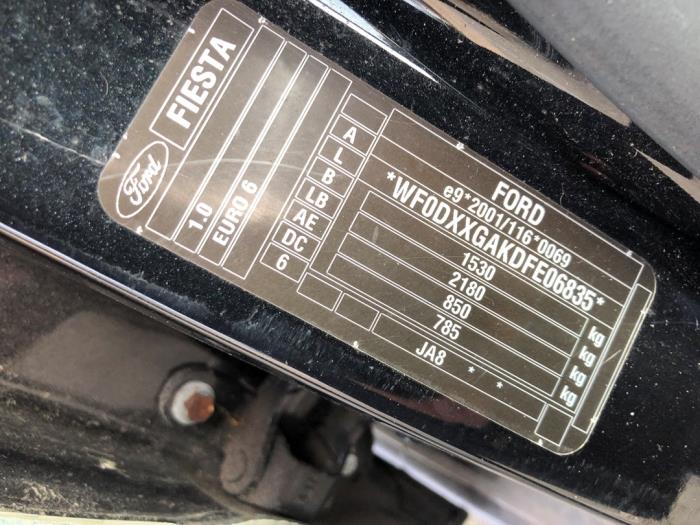 Ford
FIESTA
1.0
EURO 6
A
L
B
LB
AE
DC
6
FORD
e9*2001/116*0069
*WF0DXXGAKDFE06835*
1530 kg
2180 kg
850 kg
785 kg
JA8 * *